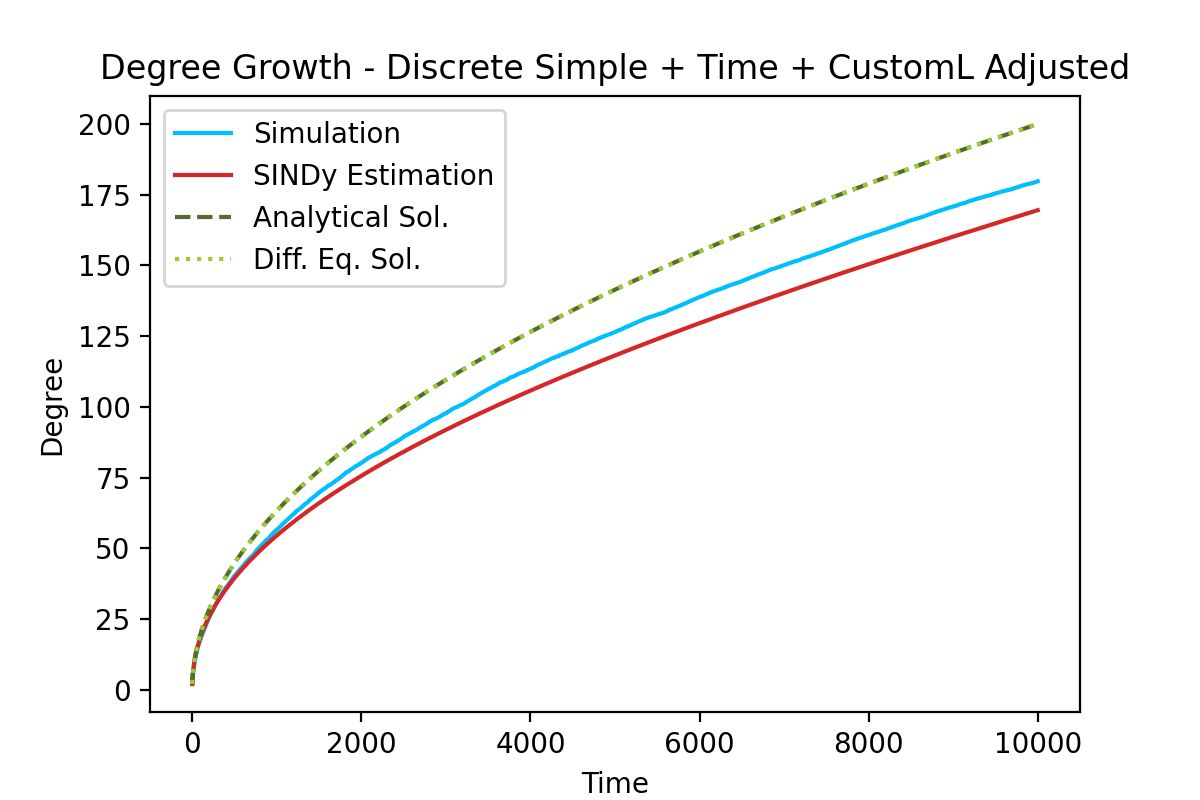 Degree Growth - Discrete Simple + Time + CustomL Adjusted
Simulation
SINDy Estimation
Analytical Sol.
Diff. Eq. Sol.
200
175
150
125
100
75
50
25
0
Degree
0 2000 4000 6000 8000 10000
Time